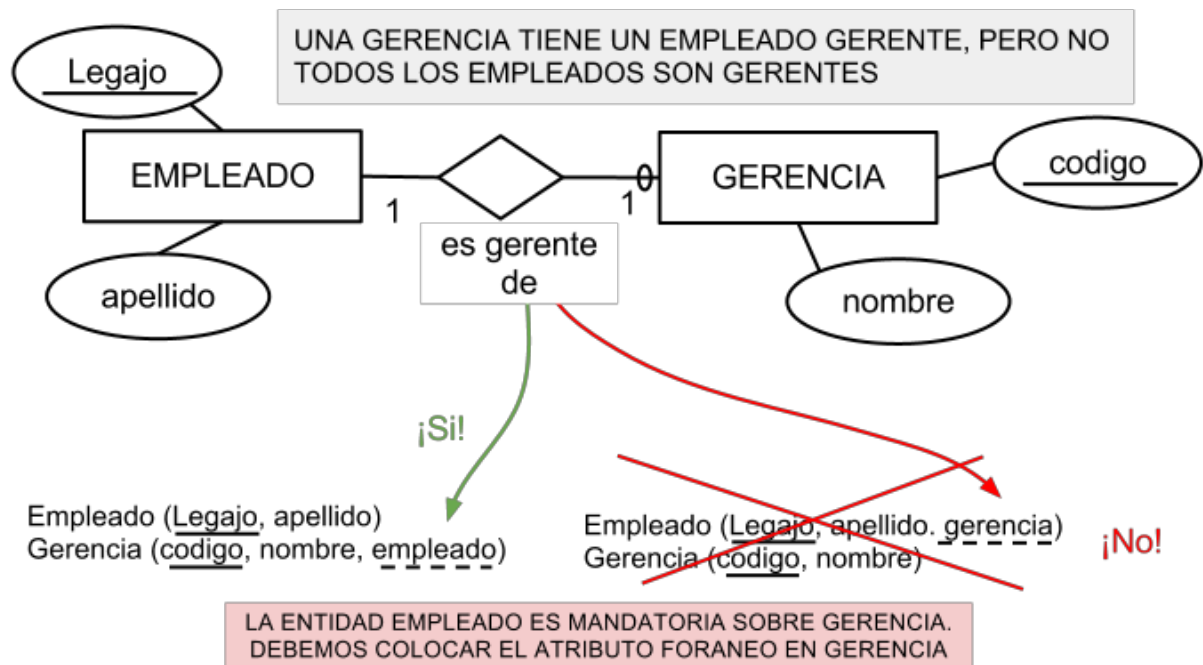 UNA GERENCIA TIENE UN EMPLEADO GERENTE, PERO NO
TODOS LOS EMPLEADOS SON GERENTES
Legajo
EMPLEADO
apellido
1
es gerente
de
1
GERENCIA
codigo
nombre
¡Si!
Empleado (Legajo, apellido)
Gerencia (codigo, nombre, empleado)
Empleado (Legajo, apellido. gerencia)
Gerencia (codigo, nombre)
¡No!
LA ENTIDAD EMPLEADO ES MANDATORIA SOBRE GERENCIA.
DEBEMOS COLOCAR EL ATRIBUTO FORANEO EN GERENCIA